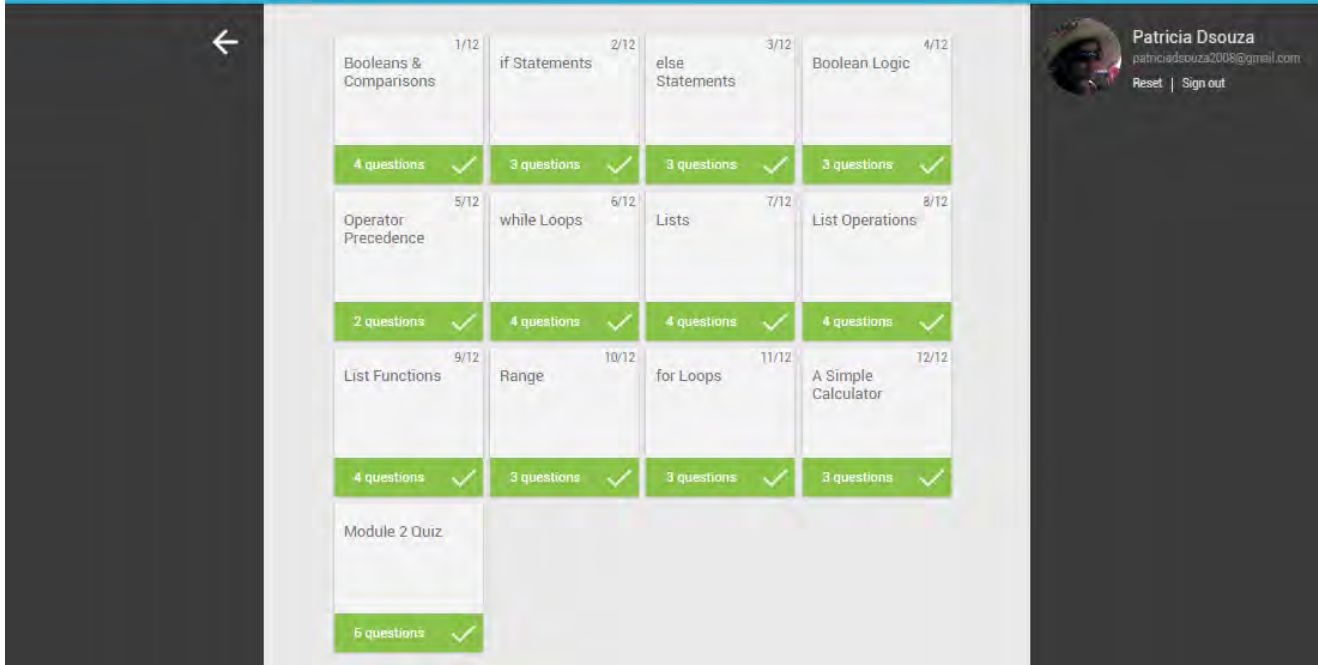 1/12
Booleans &
Comparisons
4 questions
2/12
if Statements
3 questions
3/12
else
Statements
3 questions
4/12
Boolean Logic
3 questions
5/12
Operator
Precedence
2 questions
6/12
while Loops
4 questions
7/12
Lists
4 questions
8/12
List Operations
4 questions
9/12
List Functions
4 questions
10/12
Range
3 questions
11/12
for Loops
3 questions
12/12
A Simple
Calculator
3 questions
Module 2 Quiz
6 questions
Patricia Dsouza
patriciadsouza2008@gmail.com
Reset | Sign out